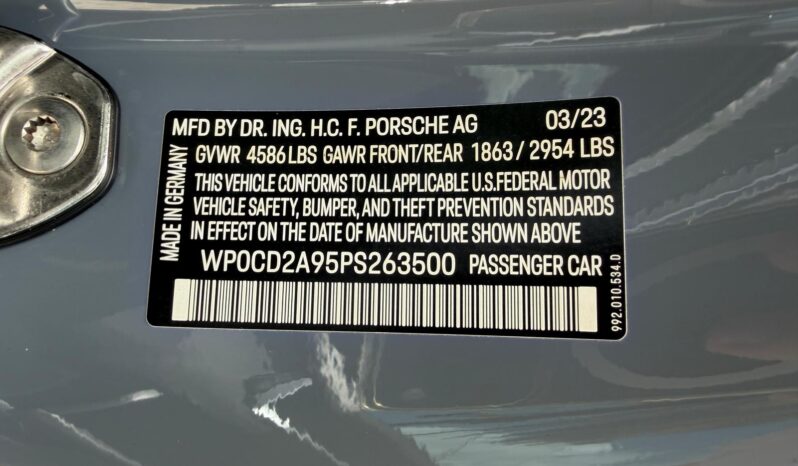 MFD BY DR. ING. H.C. F. PORSCHE AG 03/23
GVWR 4586 LBS GAWR FRONT/REAR 1863 / 2954 LBS
THIS VEHICLE CONFORMS TO ALL APPLICABLE U.S.FEDERAL MOTOR
VEHICLE SAFETY, BUMPER, AND THEFT PREVENTION STANDARDS
IN EFFECT ON THE DATE OF MANUFACTURE SHOWN ABOVE
WP0CD2A95PS263500 PASSENGER CAR
MADE IN GERMANY
992.010.534.D